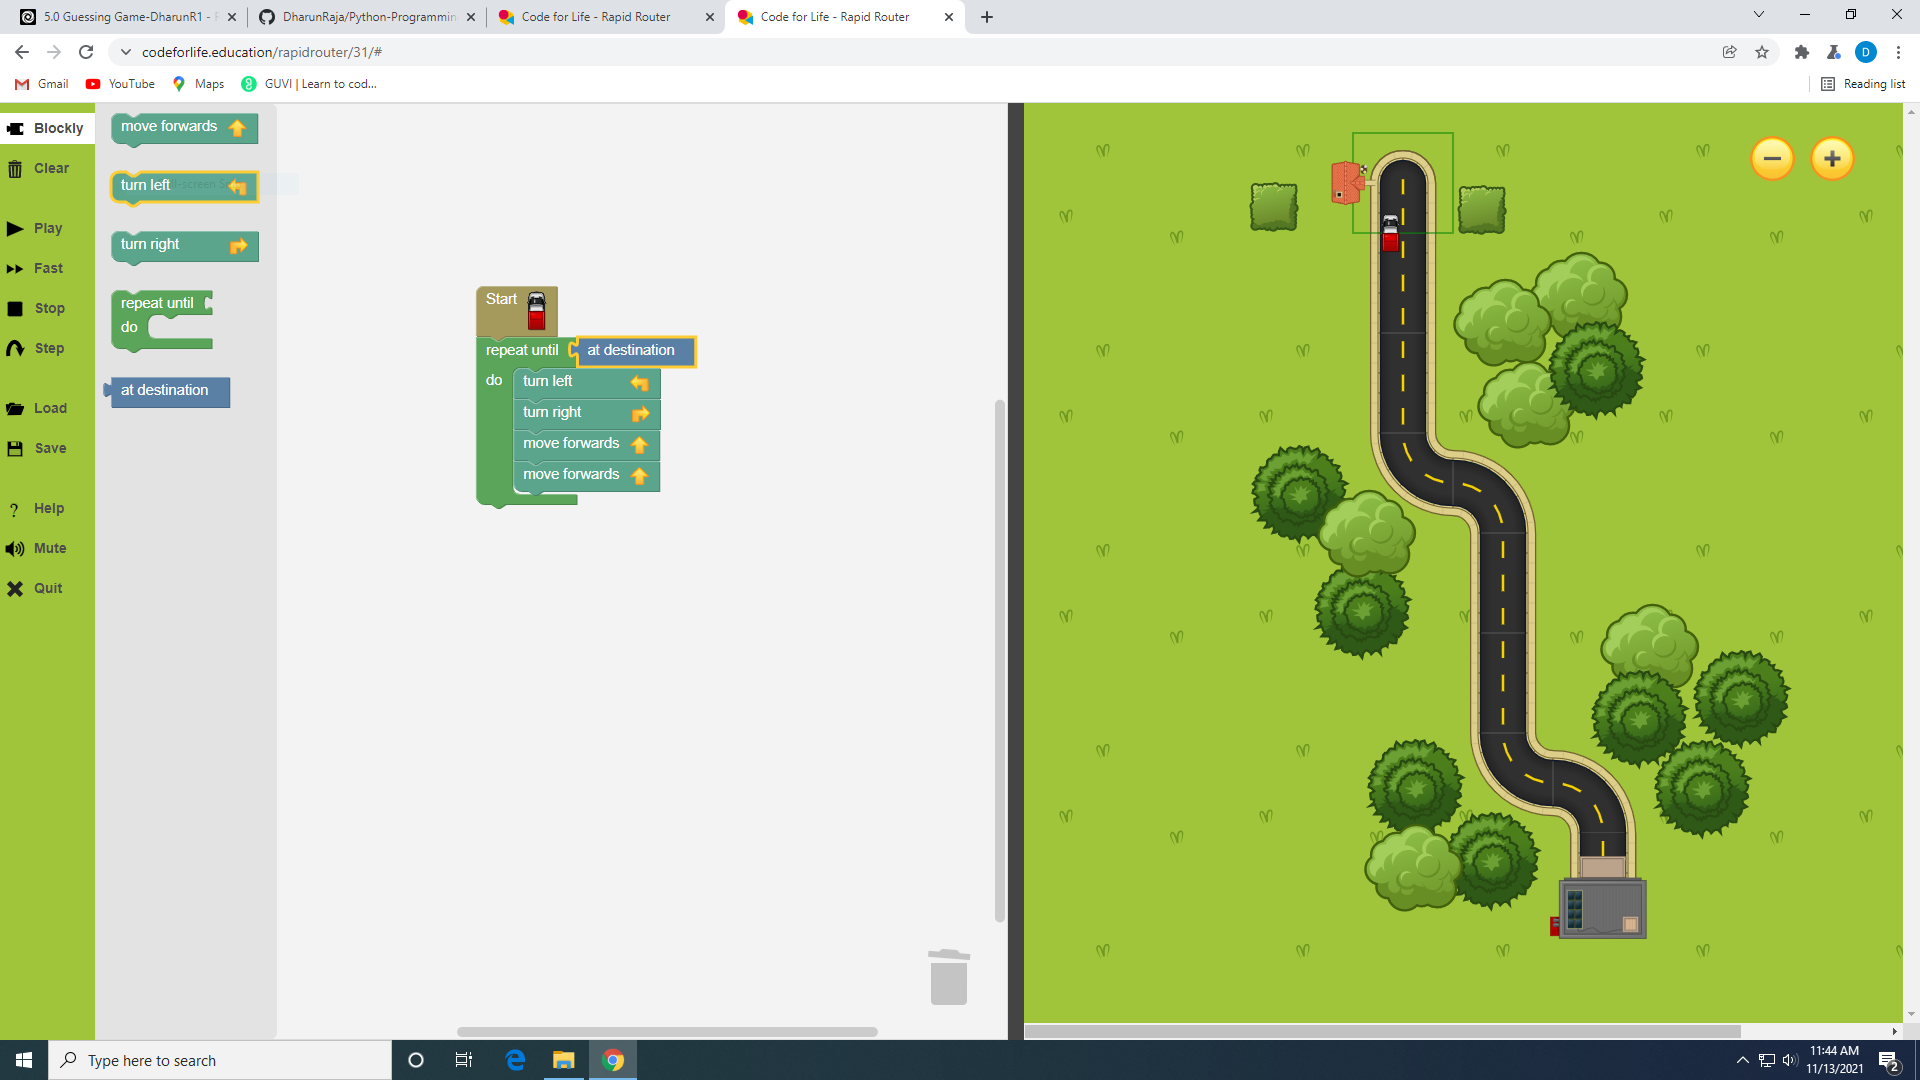 5.0 Guessing Game-DharunR1 -
DharunRaja/Python-Programmin
Code for Life - Rapid Router
Code for Life - Rapid Router
codeforlife.education/rapidrouter/31/#
D
Gmail
YouTube
Maps
GUVI | Learn to cod...
Reading list
Blockly
Clear
Play
Fast
Stop
Step
Load
Save
Help
Mute
Quit
move forwards
turn left
turn right
repeat until
do
at destination
Start
repeat until
at destination
do
turn left
turn right
move forwards
move forwards
Type here to search
11:44 AM
11/13/2021
2